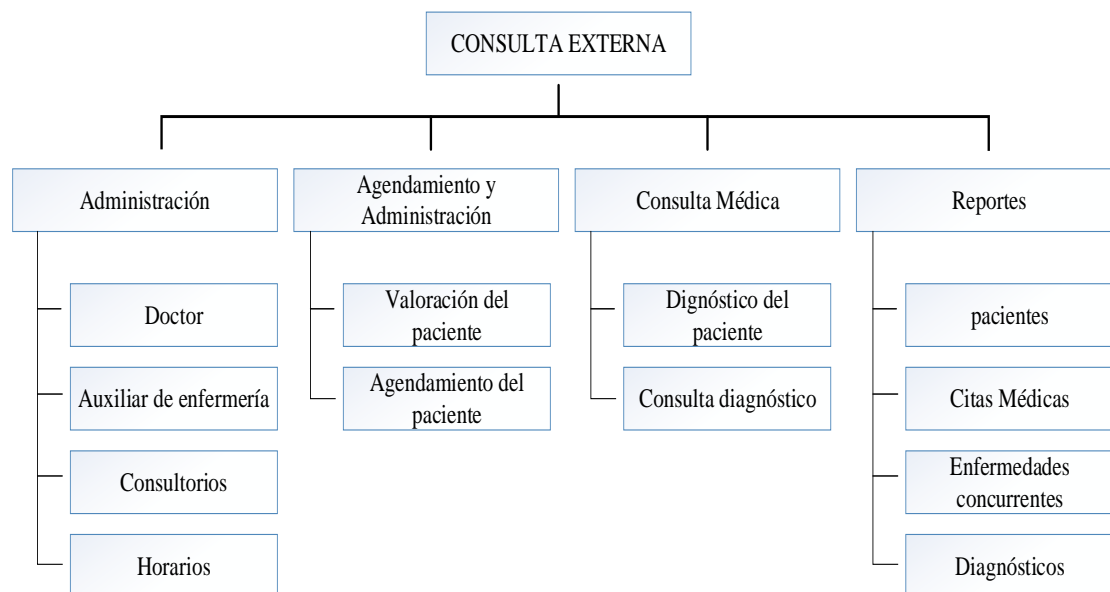 CONSULTA EXTERNA
Administración
Doctor
Auxiliar de enfermería
Consultorios
Horarios
Agendamiento y
Administración
Valoración del
paciente
Agendamiento del
paciente
Consulta Médica
Dignóstico del
paciente
Consulta diagnóstico
Reportes
pacientes
Citas Médicas
Enfermedades
concurrentes
Diagnósticos